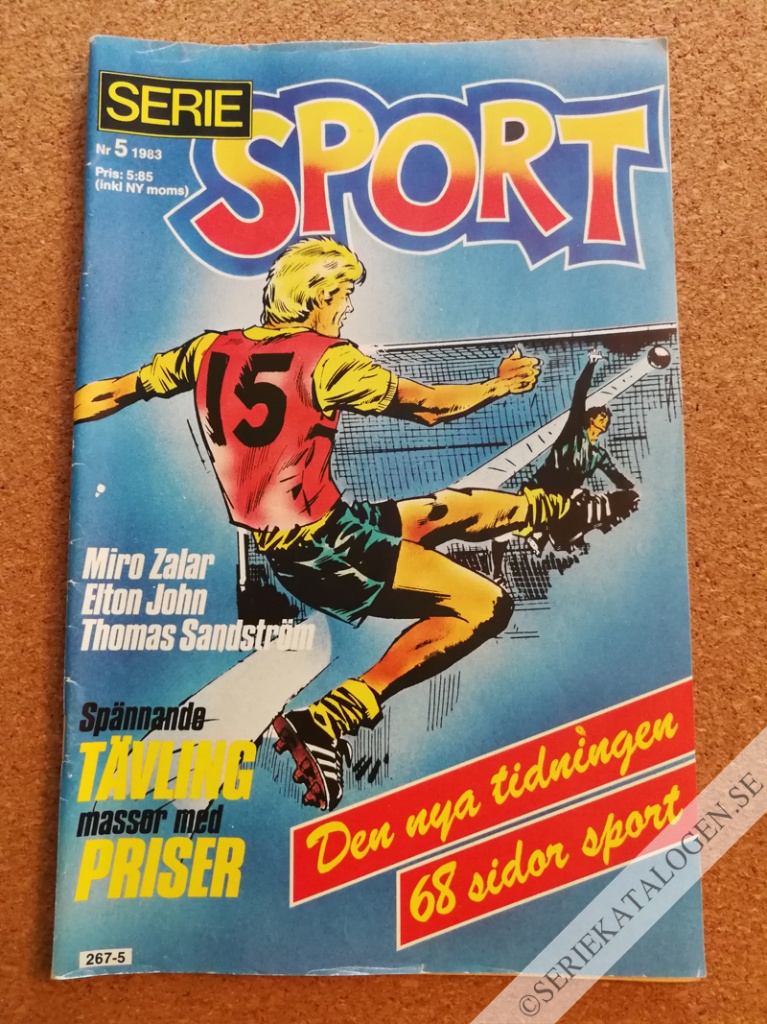 SERIE
SPORT
Nr 5 1983
Pris: 5:85
(inkl NY moms)
15
Miro Zalar
Elton John
Thomas Sandström
Spännande
TÄVLING
massor med
PRISER
Den nya tidningen
68 sidor sport
267-5
©SERIEKATALOGEN.SE